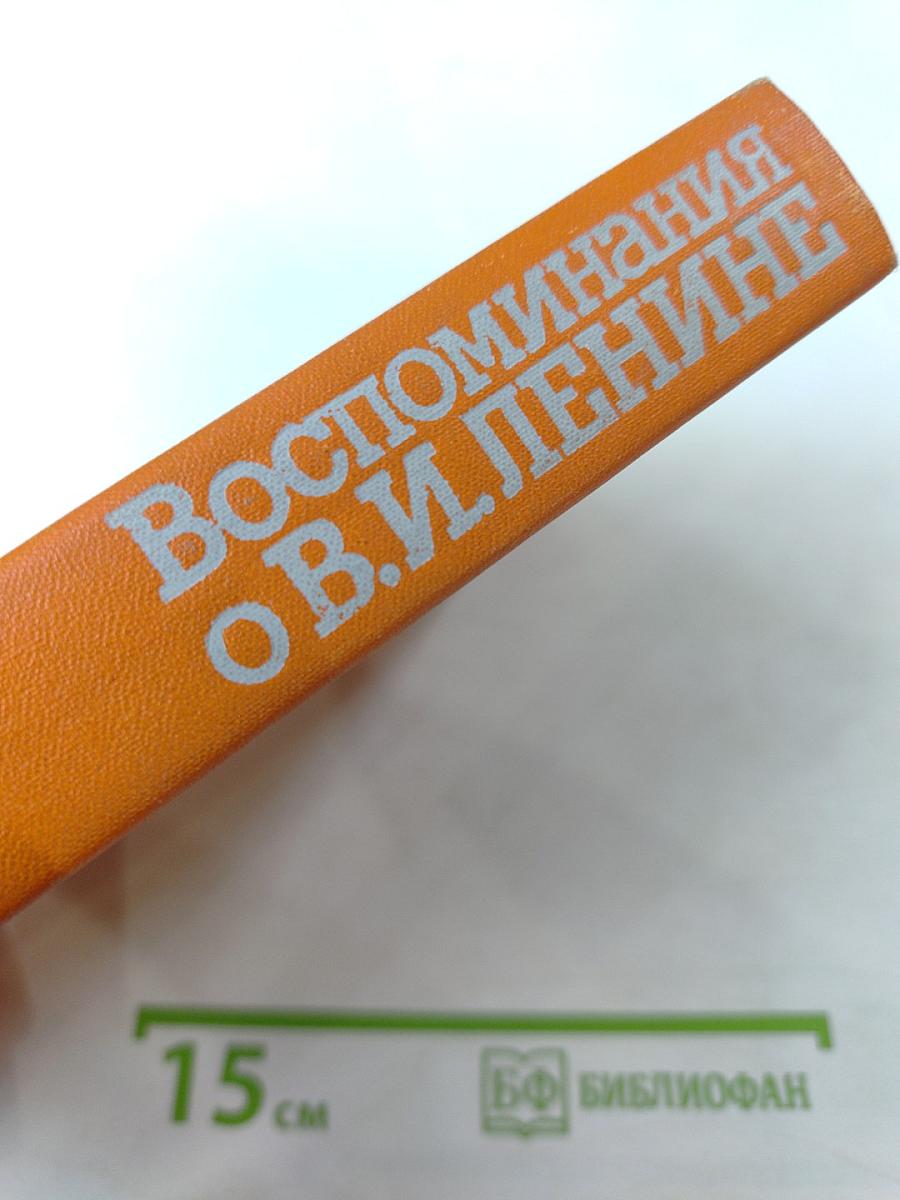 Воспоминания
о В.И.ЛЕНИНЕ
15 см
БФ БИБЛИОФАН